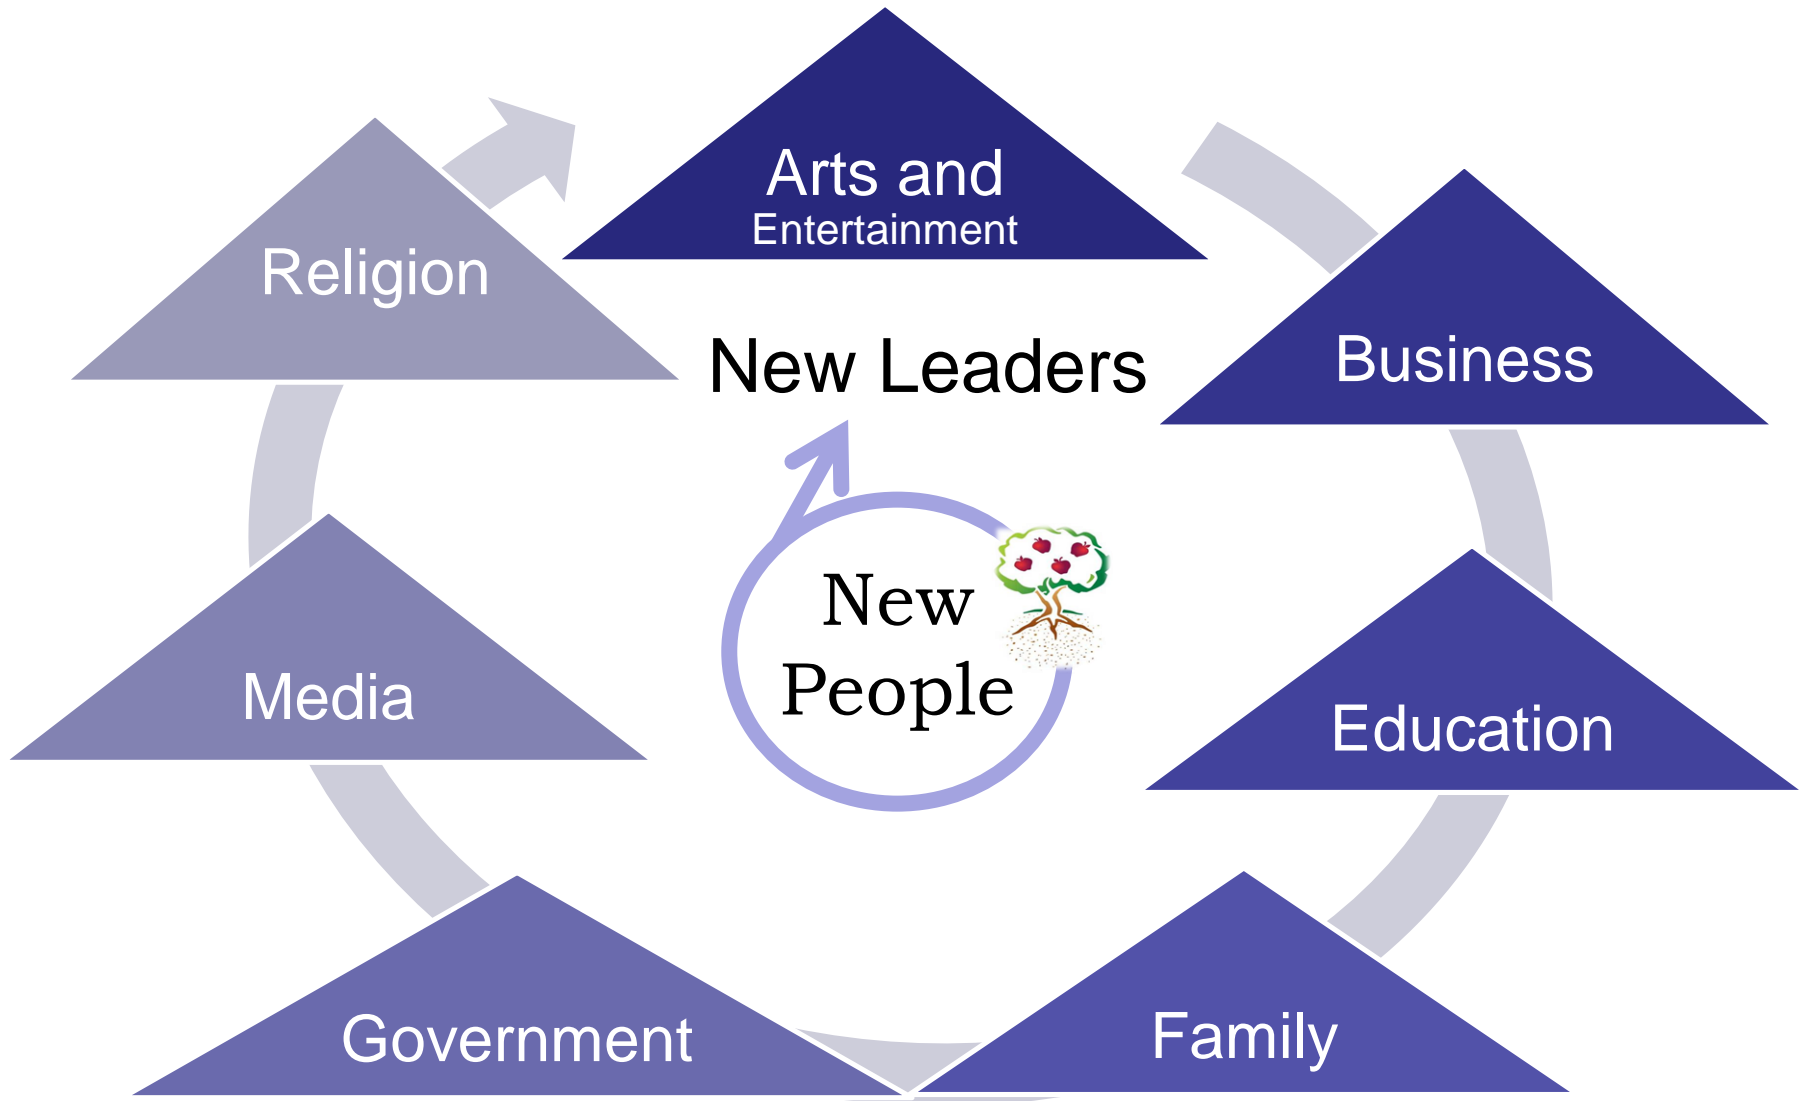 Arts and
Entertainment
Religion
Business
New Leaders
New
People
Media
Education
Government
Family